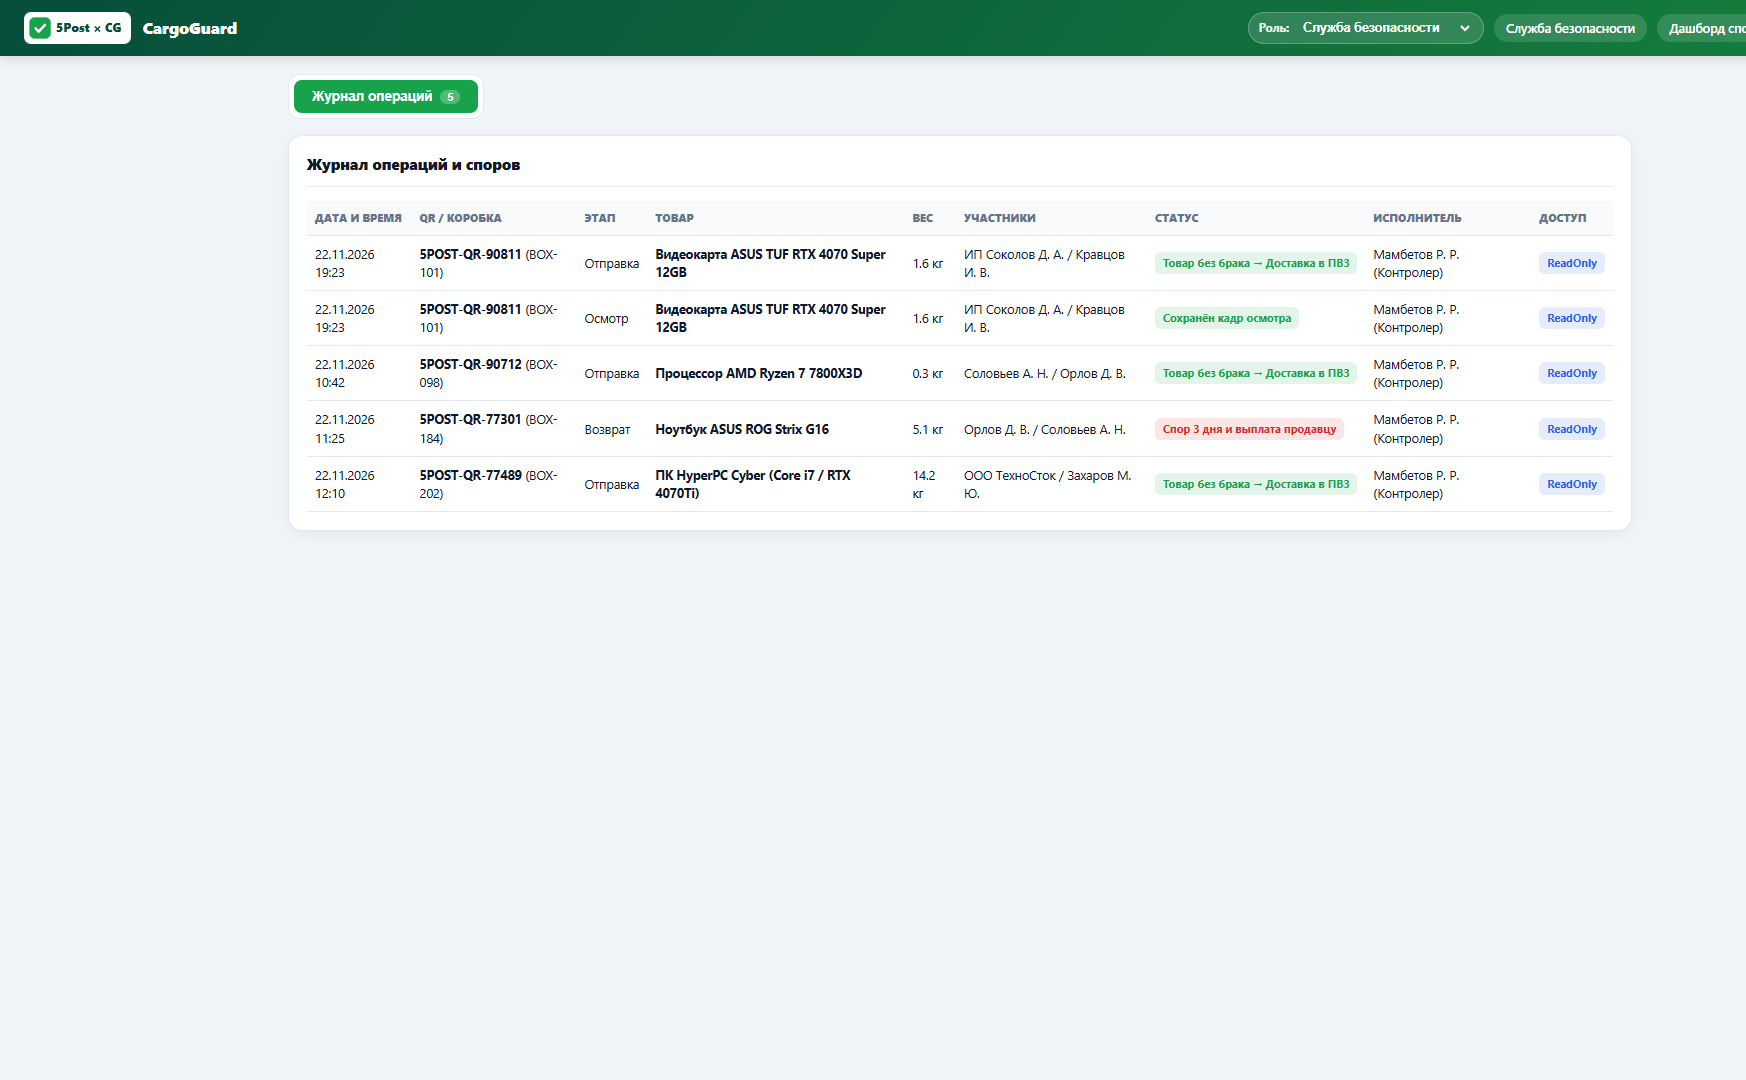 5Post × CG CargoGuard Роль: Служба безопасности Служба безопасности Дашборд
Журнал операций 5
Журнал операций и споров
ДАТА И ВРЕМЯ QR / КОРОБКА ЭТАП ТОВАР ВЕС УЧАСТНИКИ СТАТУС ИСПОЛНИТЕЛЬ ДОСТУП
22.11.2026 5POST-QR-90811 (BOX- Отправка Видеокарта ASUS TUF RTX 4070 Super 1.6 кг ИП Соколов Д. А. / Кравцов Товар без брака → Доставка в ПВЗ Мамбетов Р. Р. ReadOnly
19:23 101) 12GB И. В. (Контролер)
22.11.2026 5POST-QR-90811 (BOX- Осмотр Видеокарта ASUS TUF RTX 4070 Super 1.6 кг ИП Соколов Д. А. / Кравцов Сохранён кадр осмотра Мамбетов Р. Р. ReadOnly
19:23 101) 12GB И. В. (Контролер)
22.11.2026 5POST-QR-90712 (BOX- Отправка Процессор AMD Ryzen 7 7800X3D 0.3 кг Соловьев А. Н. / Орлов Д. В. Товар без брака → Доставка в ПВЗ Мамбетов Р. Р. ReadOnly
10:42 098) (Контролер)
22.11.2026 5POST-QR-77301 (BOX- Возврат Ноутбук ASUS ROG Strix G16 5.1 кг Орлов Д. В. / Соловьев А. Н. Спор 3 дня и выплата продавцу Мамбетов Р. Р. ReadOnly
11:25 184) (Контролер)
22.11.2026 5POST-QR-77489 (BOX- Отправка ПК HyperPC Cyber (Core i7 / RTX 14.2 ООО ТехноСток / Захаров М. Товар без брака → Доставка в ПВЗ Мамбетов Р. Р. ReadOnly
12:10 202) 4070Ti) кг Ю. (Контролер)